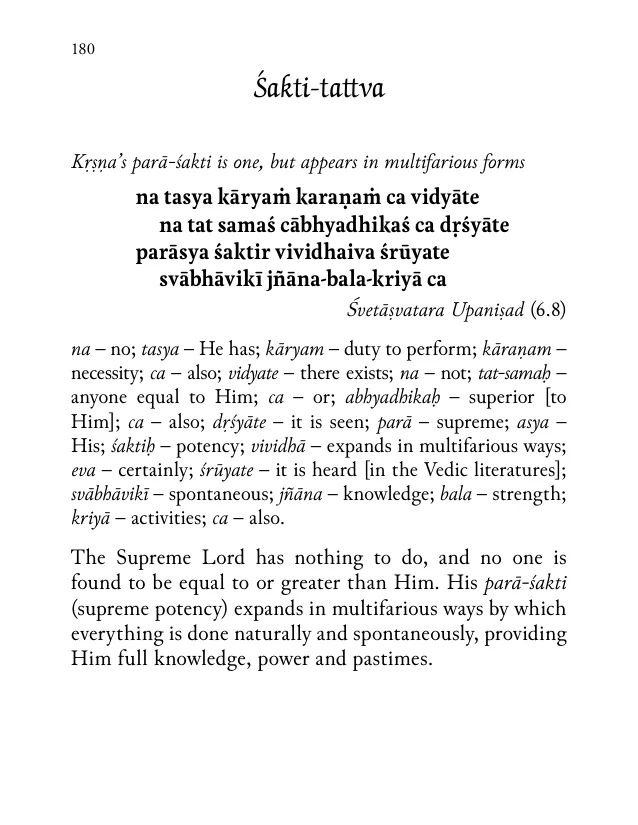 180
Śakti-tattva
Kṛṣṇa’s parā-śakti is one, but appears in multifarious forms
na tasya kāryaṁ karaṇaṁ ca vidyāte
na tat samaś cābhyadhikaś ca dṛśyāte
parāsya śaktir vividhaiva śrūyate
svābhāvikī jñāna-bala-kriyā ca
Śvetāṣvatara Upaniṣad (6.8)
na – no; tasya – He has; kāryam – duty to perform; kāraṇam –
necessity; ca – also; vidyate – there exists; na – not; tat-samaḥ –
anyone equal to Him; ca – or; abhyadhikaḥ – superior [to
Him]; ca – also; dṛśyāte – it is seen; parā – supreme; asya –
His; śaktiḥ – potency; vividhā – expands in multifarious ways;
eva – certainly; śrūyate – it is heard [in the Vedic literatures];
svābhāvikī – spontaneous; jñāna – knowledge; bala – strength;
kriyā – activities; ca – also.
The Supreme Lord has nothing to do, and no one is
found to be equal to or greater than Him. His parā-śakti
(supreme potency) expands in multifarious ways by which
everything is done naturally and spontaneously, providing
Him full knowledge, power and pastimes.